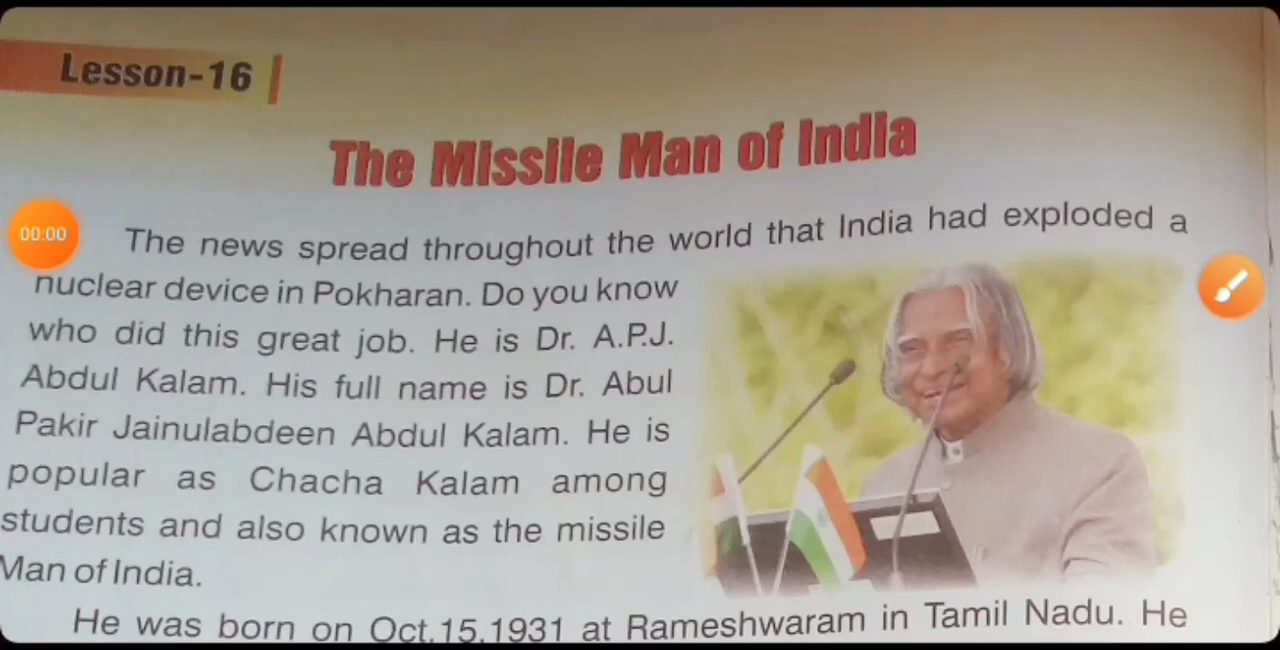 Lesson-16
The Missile Man of India
00:00
The news spread throughout the world that India had exploded a
nuclear device in Pokharan. Do you know
who did this great job. He is Dr. A.P.J.
Abdul Kalam. His full name is Dr. Abul
Pakir Jainulabdeen Abdul Kalam. He is
popular as Chacha Kalam among
students and also known as the missile
Man of India.
He was born on Oct.15,1931 at Rameshwaram in Tamil Nadu. He